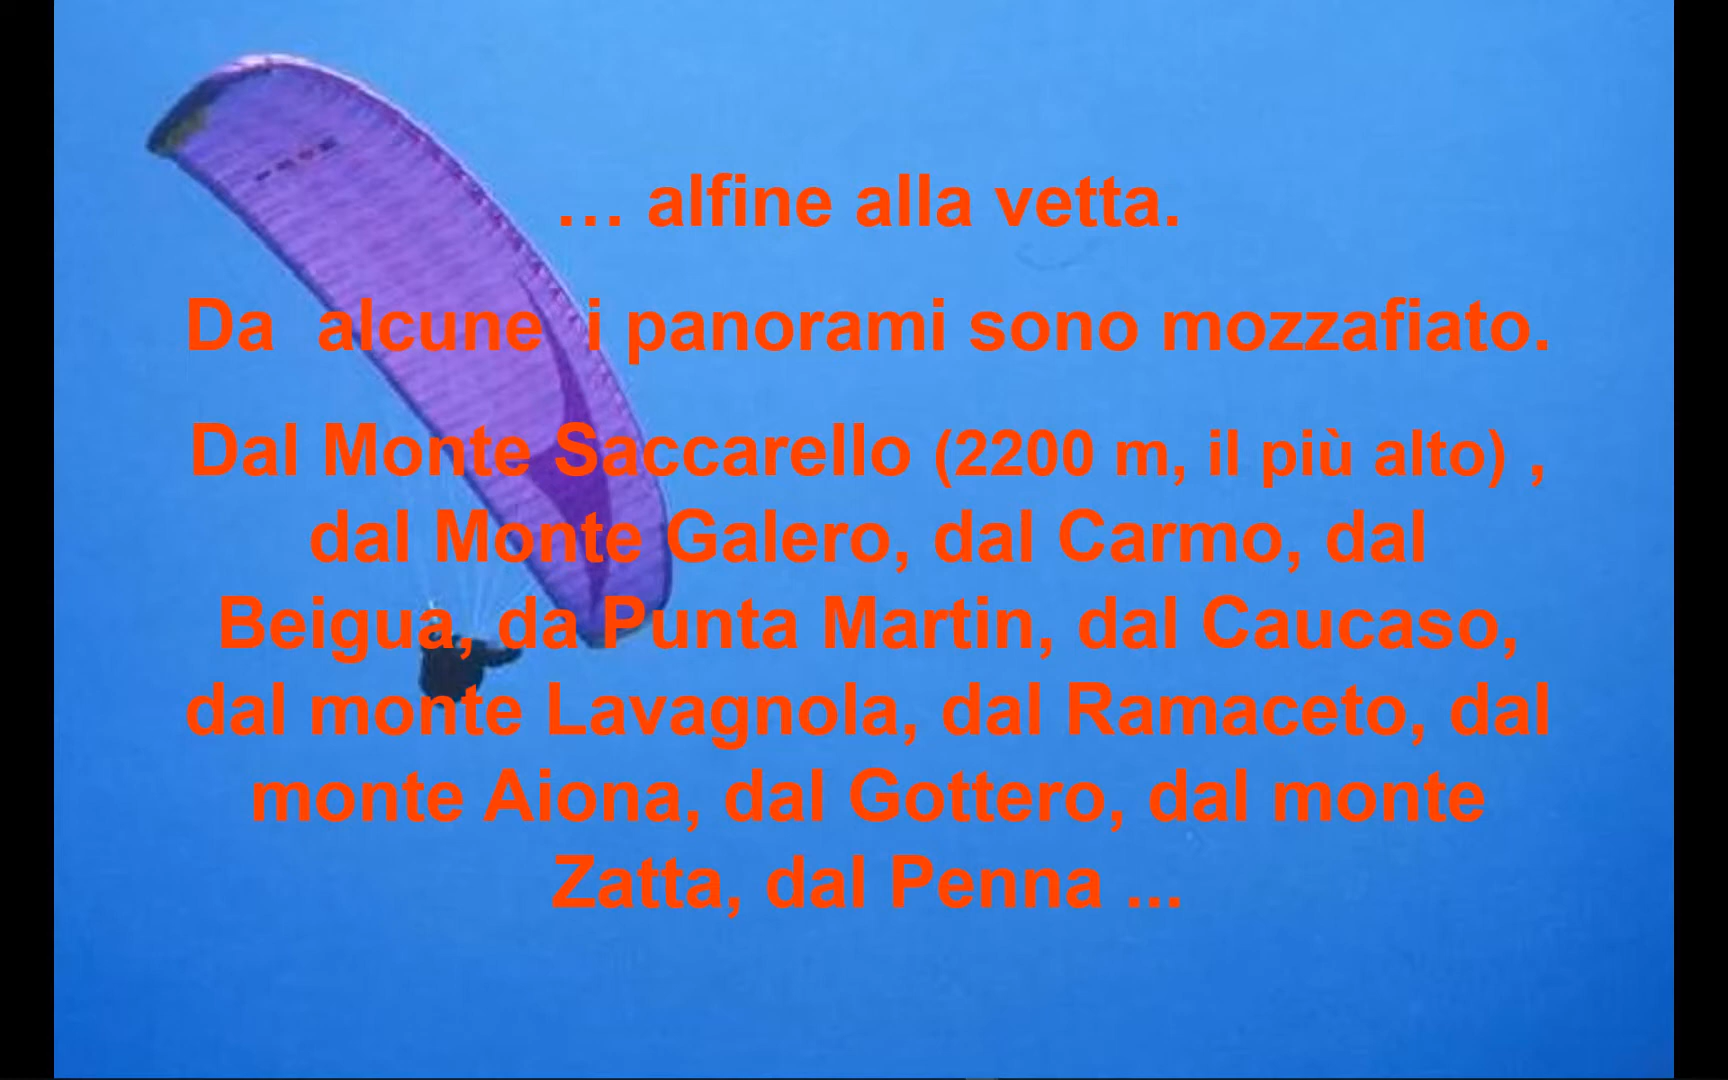 … alfine alla vetta.
Da alcune i panorami sono mozzafiato.
Dal Monte Saccarello (2200 m, il più alto) ,
dal Monte Galero, dal Carmo, dal
Beigua, da Punta Martin, dal Caucaso,
dal monte Lavagnola, dal Ramaceto, dal
monte Aiona, dal Gottero, dal monte
Zatta, dal Penna ...